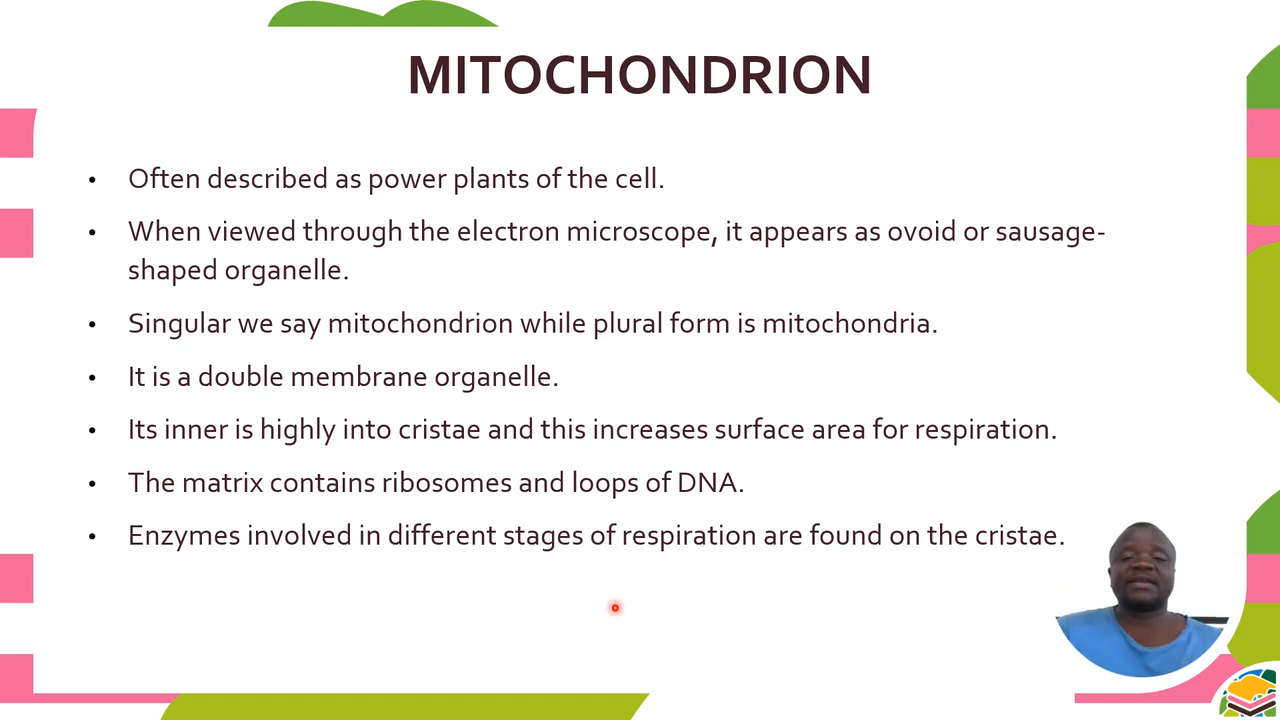 MITOCHONDRION
• Often described as power plants of the cell.
• When viewed through the electron microscope, it appears as ovoid or sausage-
shaped organelle.
• Singular we say mitochondrion while plural form is mitochondria.
• It is a double membrane organelle.
• Its inner is highly into cristae and this increases surface area for respiration.
• The matrix contains ribosomes and loops of DNA.
• Enzymes involved in different stages of respiration are found on the cristae.